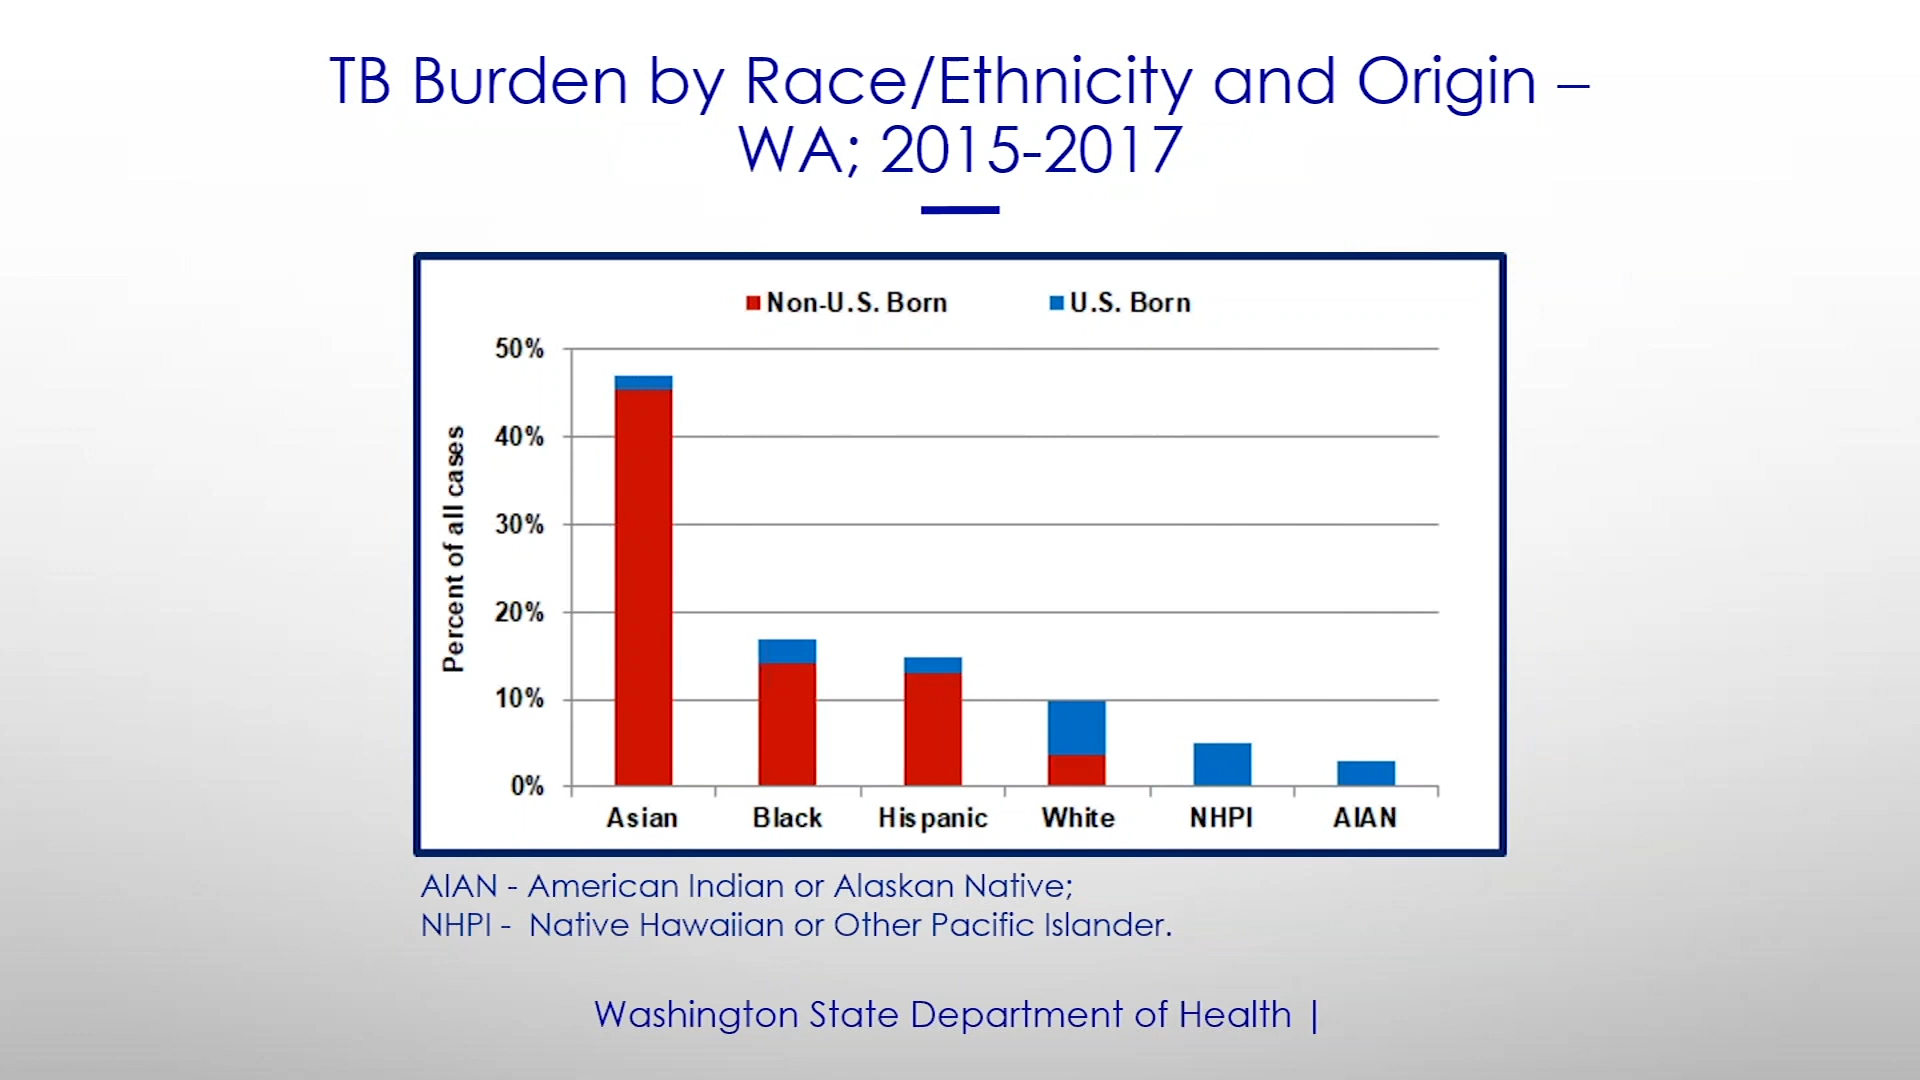 TB Burden by Race/Ethnicity and Origin –
WA; 2015-2017
Non-U.S. Born U.S. Born
50%
40%
30%
20%
10%
0%
Percent of all cases
Asian Black Hispanic White NHPI AIAN
AIAN - American Indian or Alaskan Native;
NHPI - Native Hawaiian or Other Pacific Islander.
Washington State Department of Health |